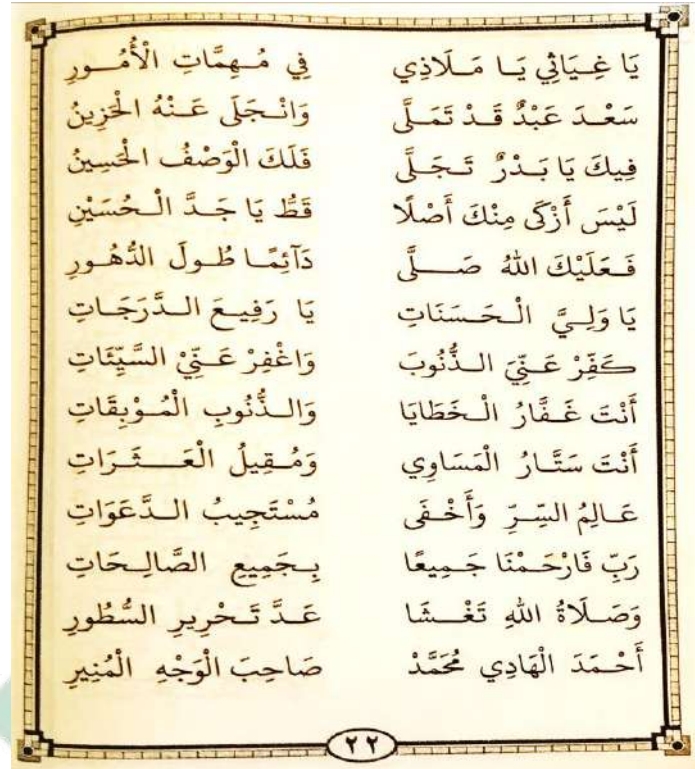 يَا غِيَاثِي يَا مَلَاذِي فِي مُهِمَّاتِ الْأُمُورِ
سَعْدَ عَبْدٌ قَدْ تَمَلَّى وَانْجَلَى عَنْهُ الْحَزِينُ
فِيكَ يَا بَدْرٌ تَجَلَّى فَلَكَ الْوَصْفُ الْحَسِينُ
لَيْسَ أَزْكَى مِنْكَ أَصْلًا قَطُّ يَا جَدَّ الْحُسَيْنِ
فَعَلَيْكَ اللهُ صَلَّى دَآئِمًا طُولَ الدُّهُورِ
يَا وَلِيَّ الْحَسَنَاتِ يَا رَفِيعَ الدَّرَجَاتِ
كَفِّرْ عَنِّيَ الذُّنُوبَ وَاغْفِرْ عَنِّيْ السَّيِّئَاتِ
أَنْتَ غَفَّارُ الْخَطَايَا وَالذُّنُوبِ الْمُوْبِقَاتِ
أَنْتَ سَتَّارُ الْمَسَاوِي وَمُقِيلُ الْعَثَرَاتِ
عَالِمُ السِّرِّ وَأَخْفَى مُسْتَجِيبُ الدَّعَوَاتِ
رَبِّ فَارْحَمْنَا جَمِيعًا بِجَمِيعِ الصَّالِحَاتِ
وَصَلَاةُ اللهِ تَغْشَا عَدَّ تَحْرِيرِ السُّطُورِ
أَحْمَدَ الْهَادِي مُحَمَّدْ صَاحِبَ الْوَجْهِ الْمُنِيرِ
٢٢